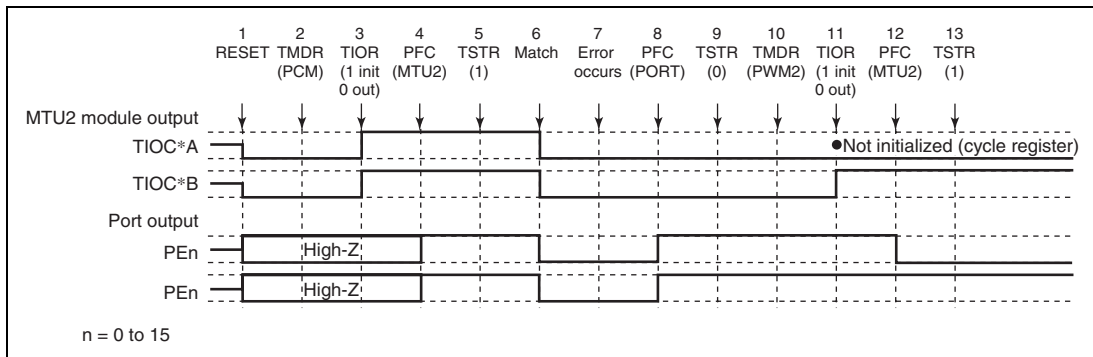 1 2 3 4 5 6 7 8 9 10 11 12 13
RESET TMDR TIOR PFC TSTR Match Error PFC TSTR TMDR TIOR PFC TSTR
(PCM) (1 init (MTU2) (1) occurs (PORT) (0) (PWM2) (1 init (MTU2) (1)
0 out) 0 out)
MTU2 module output
TIOC*A
●Not initialized (cycle register)
TIOC*B
Port output
PEn
High-Z
PEn
High-Z
n = 0 to 15